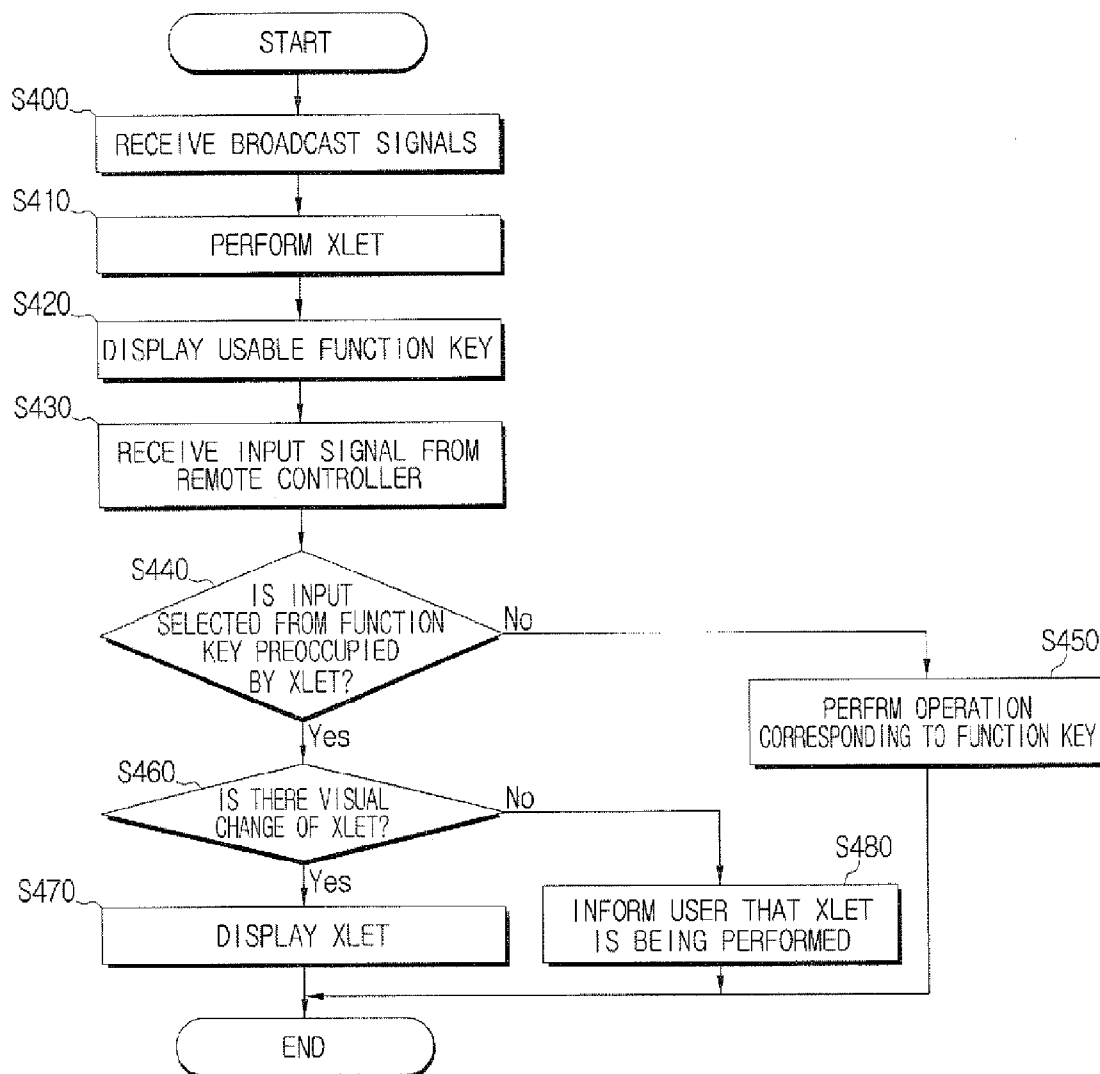 START
S400
RECEIVE BROADCAST SIGNALS
S410
PERFORM XLET
S420
DISPLAY USABLE FUNCTION KEY
S430
RECEIVE INPUT SIGNAL FROM
REMOTE CONTROLLER
S440
IS INPUT
SELECTED FROM FUNCTION
KEY PREOCCUPIED
BY XLET?
No
Yes
S450
PERFRM OPERATION
CORRESPONDING TO FUNCTION KEY
S460
IS THERE VISUAL
CHANGE OF XLET?
No
Yes
S470
DISPLAY XLET
S480
INFORM USER THAT XLET
IS BEING PERFORMED
END